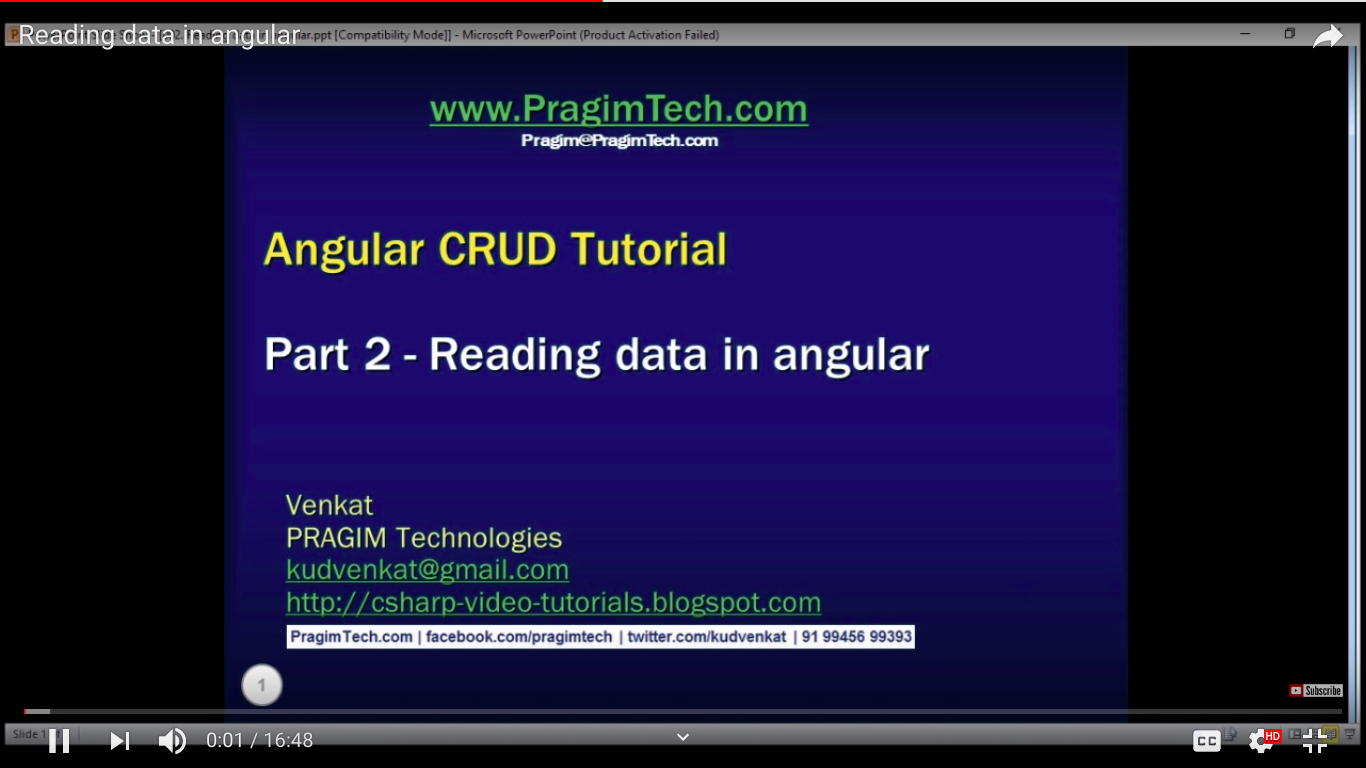 Reading data in angular
.ppt [Compatibility Mode]] - Microsoft PowerPoint (Product Activation Failed)
www.PragimTech.com
Pragim@PragimTech.com
Angular CRUD Tutorial
Part 2 - Reading data in angular
Venkat
PRAGIM Technologies
kudvenkat@gmail.com
http://csharp-video-tutorials.blogspot.com
PragimTech.com | facebook.com/pragimtech | twitter.com/kudvenkat | 91 99456 99393
1
Subscribe
Slide 1
0:01 / 16:48
CC
HD